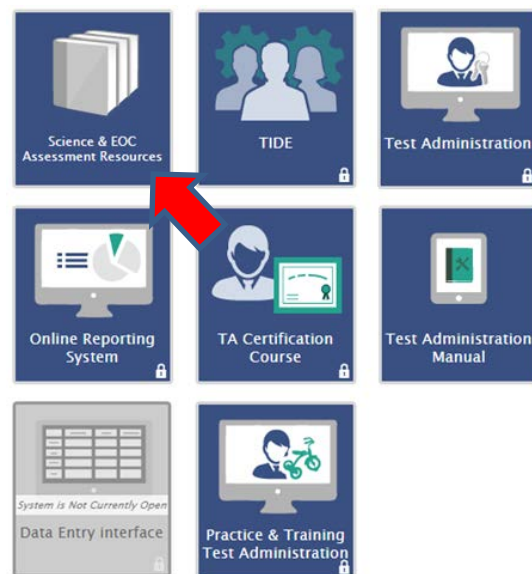 Science & EOC
Assessment Resources
TIDE
Test Administration
Online Reporting
System
TA Certification
Course
Test Administration
Manual
System is Not Currently Open
Data Entry interface
Practice & Training
Test Administration